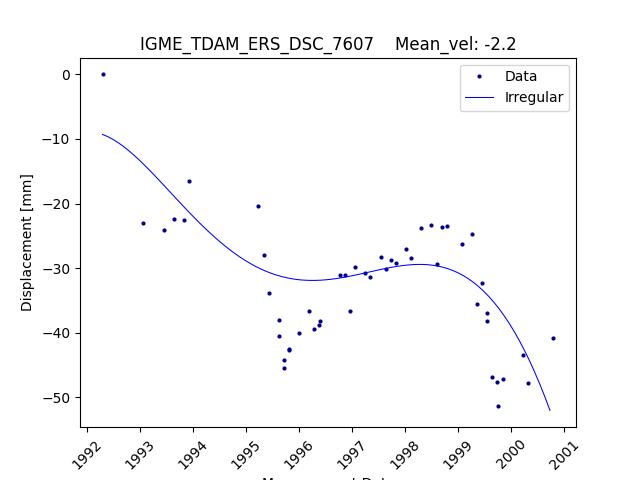 IGME_TDAM_ERS_DSC_7607    Mean_vel: -2.2
Data
Irregular
Displacement [mm]
0
−10
−20
−30
−40
−50
1992 1993 1994 1995 1996 1997 1998 1999 2000 2001